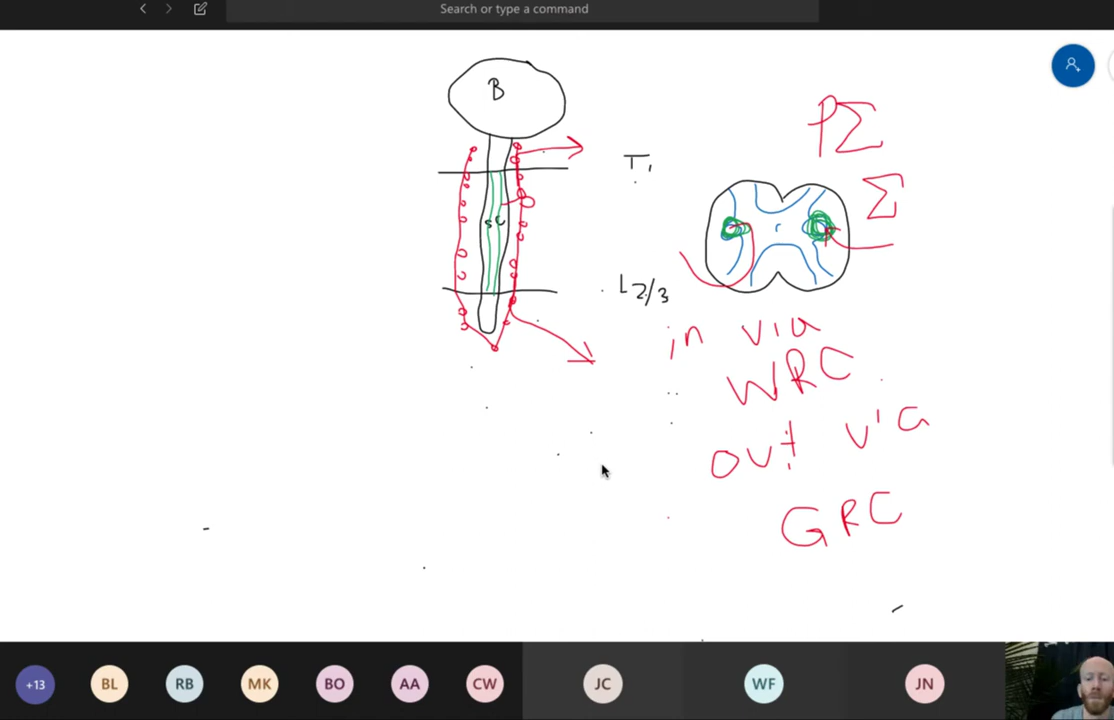 Search or type a command
B
T1
PΣ
Σ
SC
L2/3
in via
WRC
out via
GRC
+13
BL
RB
MK
BO
AA
CW
JC
WF
JN